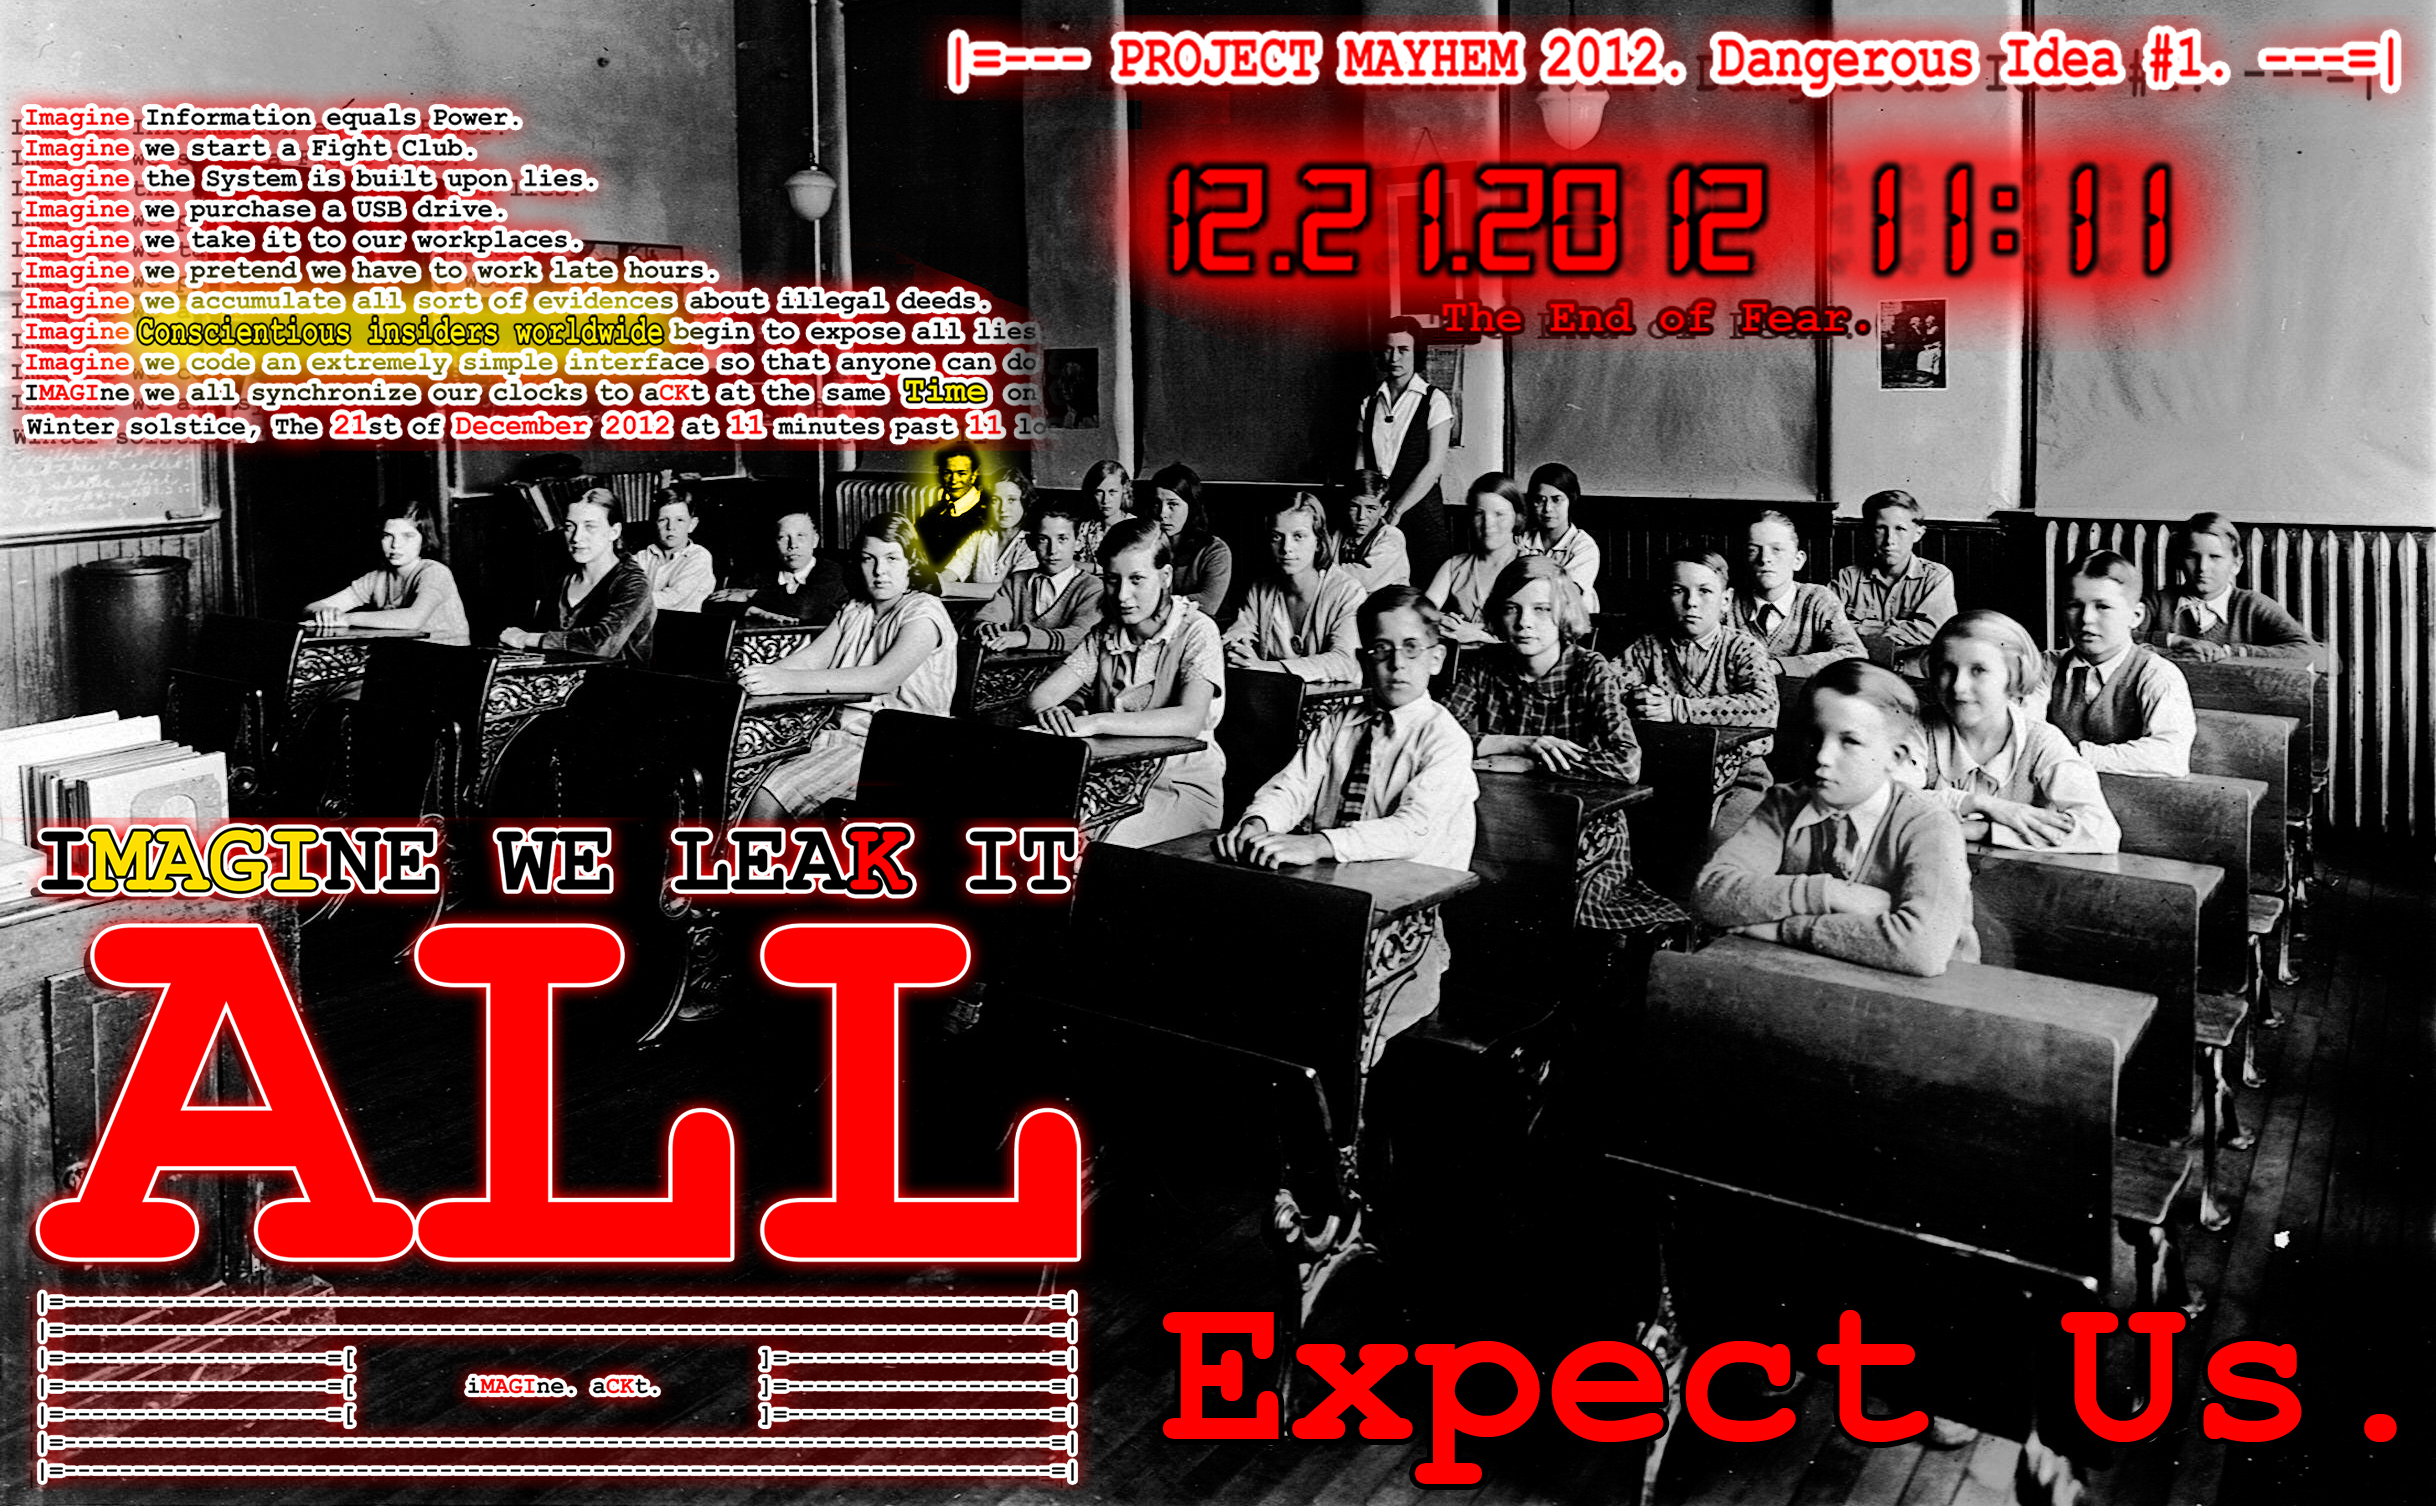 |=--- PROJECT MAYHEM 2012. Dangerous Idea #1. ---=|
12.21.2012 11:11
The End of Fear.
Imagine Information equals Power.
Imagine we start a Fight Club.
Imagine the System is built upon lies.
Imagine we purchase a USB drive.
Imagine we take it to our workplaces.
Imagine we pretend we have to work late hours.
Imagine we accumulate all sort of evidences about illegal deeds.
Imagine Conscientious insiders worldwide begin to expose all lies
Imagine we code an extremely simple interface so that anyone can do
IMAGIne we all synchronize our clocks to aCKt at the same Time on
Winter solstice, The 21st of December 2012 at 11 minutes past 11 lo
IMAGINE WE LEAK IT
ALL
iMAGIne. aCKt.
Expect Us.